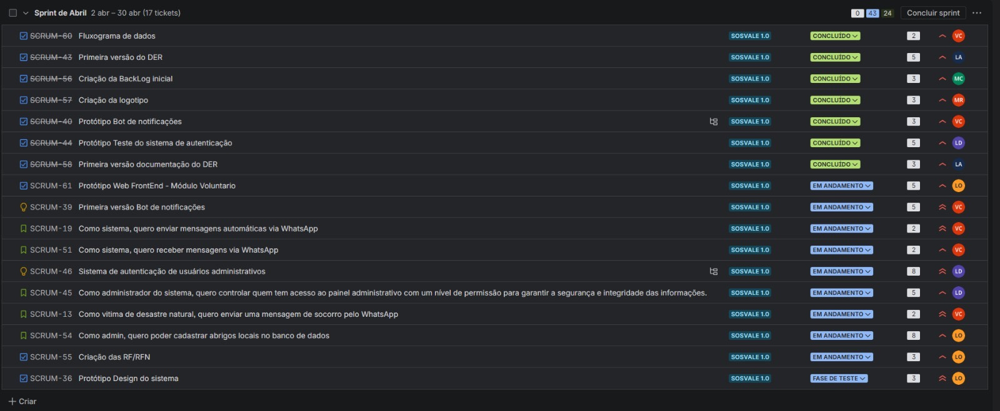 Sprint de Abril 2 abr – 30 abr (17 tickets) 0 43 24 Concluir sprint
SCRUM-60 Fluxograma de dados SOSVALE 1.0 CONCLUÍDO 2 VC
SCRUM-43 Primeira versão do DER SOSVALE 1.0 CONCLUÍDO 5 LA
SCRUM-56 Criação da BackLog inicial SOSVALE 1.0 CONCLUÍDO 3 MC
SCRUM-57 Criação da logotipo SOSVALE 1.0 CONCLUÍDO 3 MR
SCRUM-40 Protótipo Bot de notificações SOSVALE 1.0 CONCLUÍDO 3 VC
SCRUM-44 Protótipo Teste do sistema de autenticação SOSVALE 1.0 CONCLUÍDO 5 LD
SCRUM-58 Primeira versão documentação do DER SOSVALE 1.0 CONCLUÍDO 3 LA
SCRUM-61 Protótipo Web FrontEnd - Módulo Voluntario SOSVALE 1.0 EM ANDAMENTO 5 LO
SCRUM-39 Primeira versão Bot de notificações SOSVALE 1.0 EM ANDAMENTO 5 VC
SCRUM-19 Como sistema, quero enviar mensagens automáticas via WhatsApp SOSVALE 1.0 EM ANDAMENTO 2 VC
SCRUM-51 Como sistema, quero receber mensagens via WhatsApp SOSVALE 1.0 EM ANDAMENTO 2 VC
SCRUM-46 Sistema de autenticação de usuários administrativos SOSVALE 1.0 EM ANDAMENTO 8 LD
SCRUM-45 Como administrador do sistema, quero controlar quem tem acesso ao painel administrativo com um nível de permissão para garantir a segurança e integridade das informações. SOSVALE 1.0 EM ANDAMENTO 5 LD
SCRUM-13 Como vitima de desastre natural, quero enviar uma mensagem de socorro pelo WhatsApp SOSVALE 1.0 EM ANDAMENTO 2 VC
SCRUM-54 Como admin, quero poder cadastrar abrigos locais no banco de dados SOSVALE 1.0 EM ANDAMENTO 8 LO
SCRUM-55 Criação das RF/RFN SOSVALE 1.0 EM ANDAMENTO 3 LO
SCRUM-36 Protótipo Design do sistema SOSVALE 1.0 FASE DE TESTE 3 LO
Criar